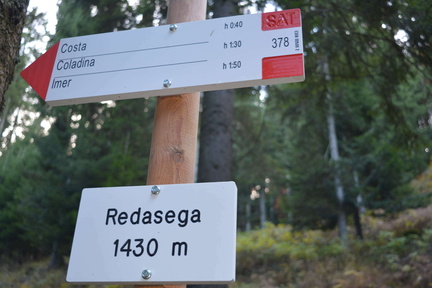 Costa h 0:40 SAT
Coladina h 1:30 378
Imer h 1:50
Redasega
1430 m